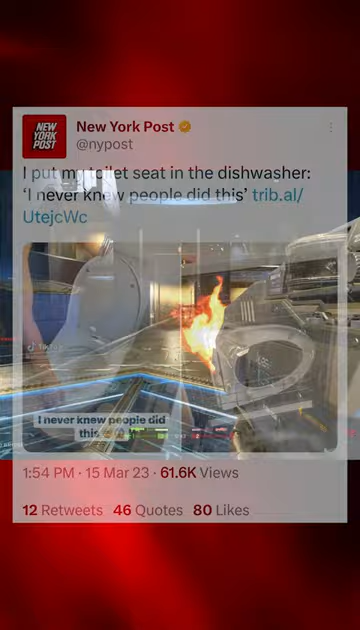 NEW
YORK
POST
New York Post
@nypost
I put my toilet seat in the dishwasher:
‘I never knew people did this’ trib.al/
UtejcWc
TikTok
I never knew people did
this
1:54 PM · 15 Mar 23 · 61.6K Views
12 Retweets 46 Quotes 80 Likes